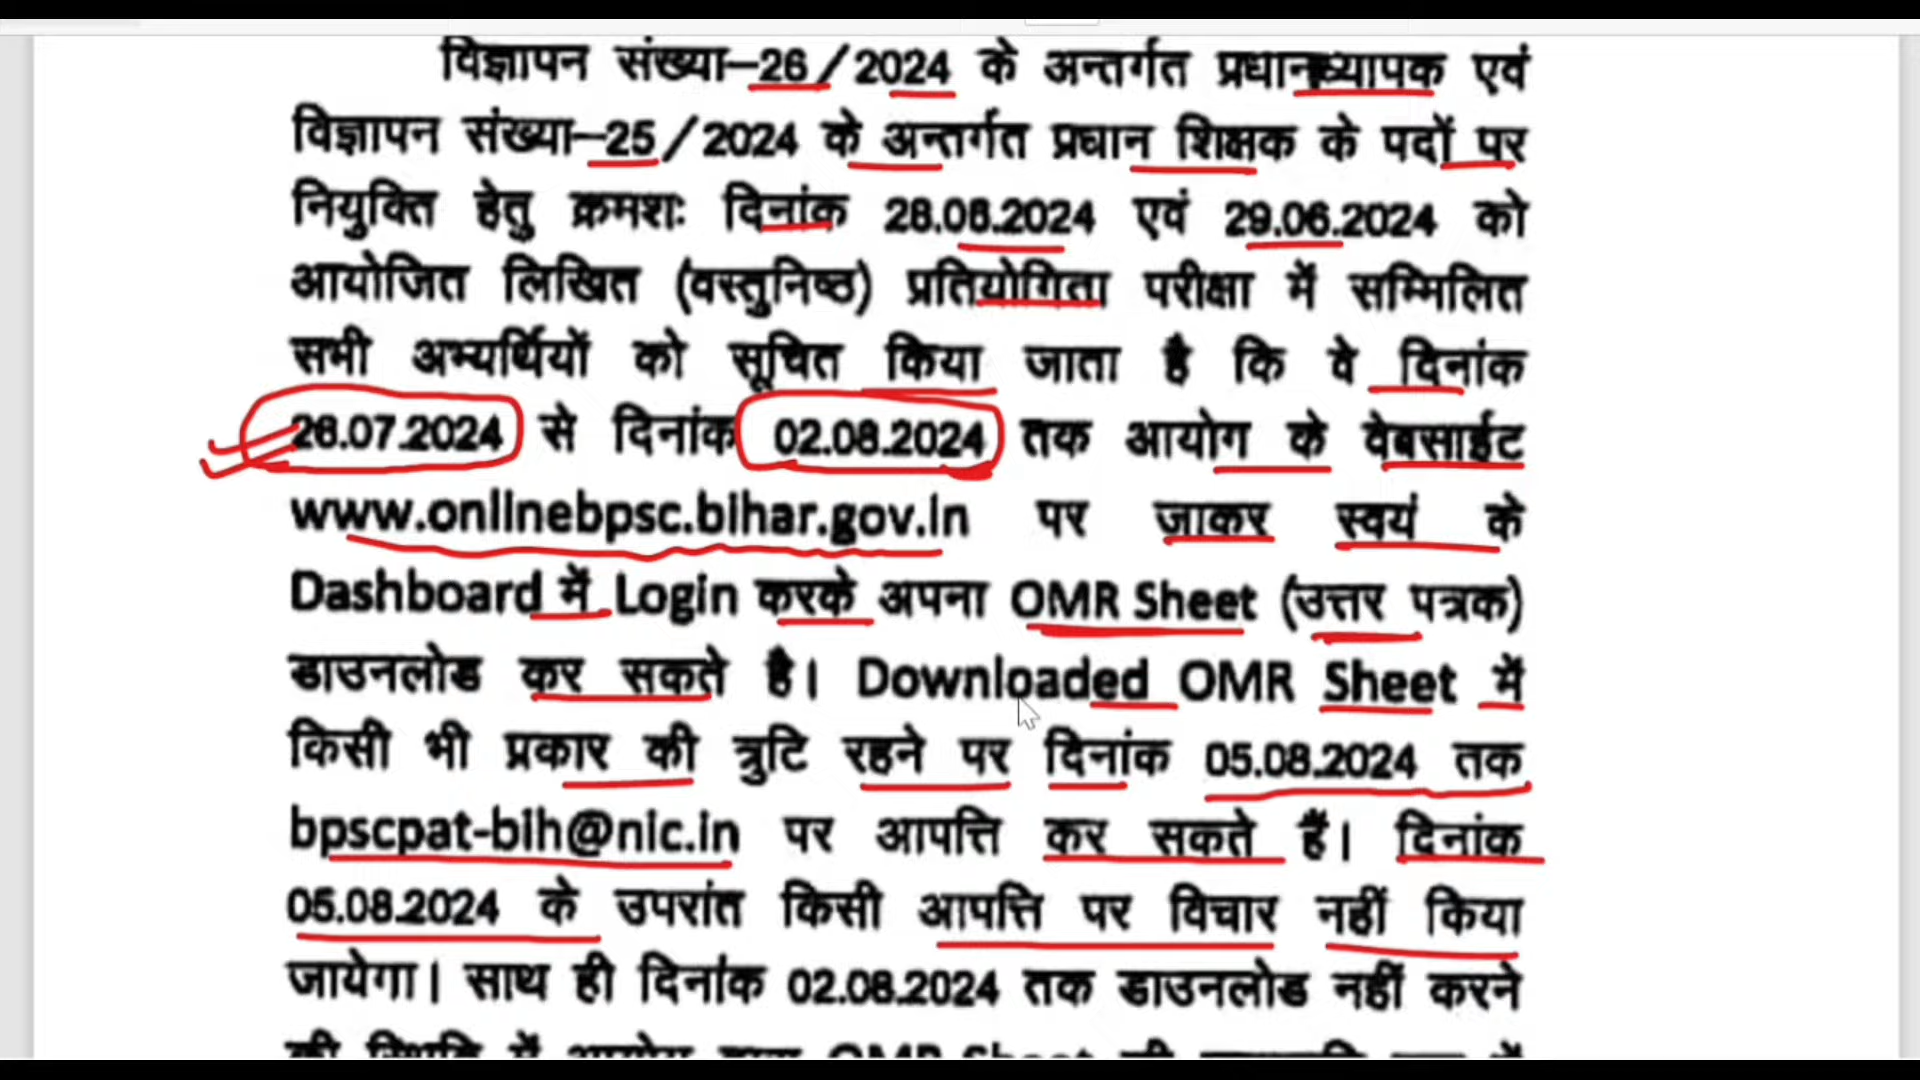 विज्ञापन संख्या–26/2024 के अन्तर्गत प्रधानाध्यापक एवं
विज्ञापन संख्या–25/2024 के अन्तर्गत प्रधान शिक्षक के पदों पर
नियुक्ति हेतु क्रमशः दिनांक 28.06.2024 एवं 29.06.2024 को
आयोजित लिखित (वस्तुनिष्ठ) प्रतियोगिता परीक्षा में सम्मिलित
सभी अभ्यर्थियों को सूचित किया जाता है कि वे दिनांक
26.07.2024 से दिनांक 02.08.2024 तक आयोग के वेबसाईट
www.onlinebpsc.bihar.gov.in पर जाकर स्वयं के
Dashboard में Login करके अपना OMR Sheet (उत्तर पत्रक)
डाउनलोड कर सकते है। Downloaded OMR Sheet में
किसी भी प्रकार की त्रुटि रहने पर दिनांक 05.08.2024 तक
bpscpat-bih@nic.in पर आपत्ति कर सकते हैं। दिनांक
05.08.2024 के उपरांत किसी आपत्ति पर विचार नहीं किया
जायेगा। साथ ही दिनांक 02.08.2024 तक डाउनलोड नहीं करने